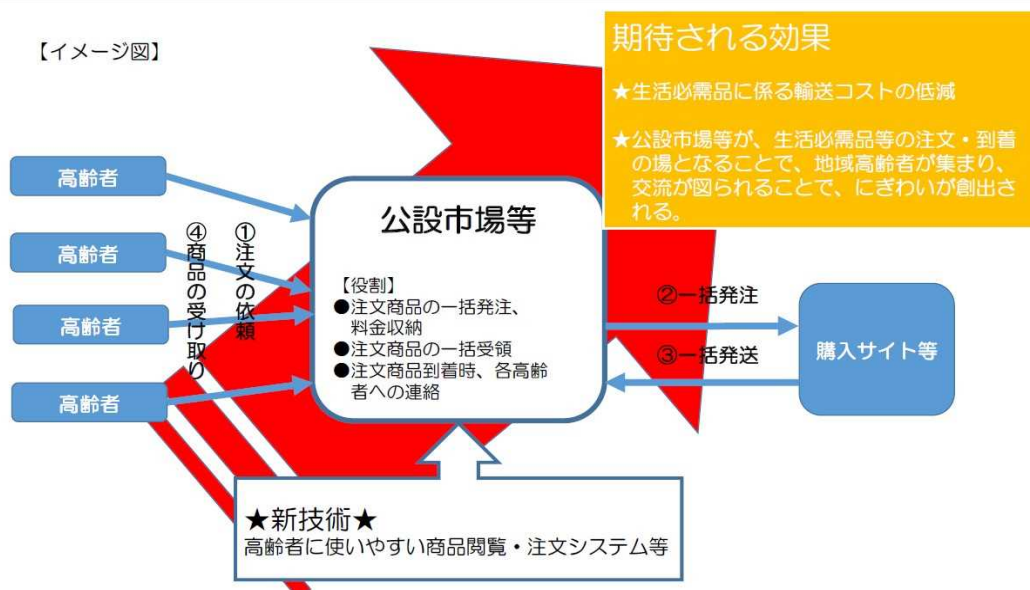 【イメージ図】
期待される効果
★生活必需品に係る輸送コストの低減
★公設市場等が、生活必需品等の注文・到着
の場となることで、地域高齢者が集まり、
交流が図られることで、にぎわいが創出さ
れる。
高齢者
高齢者
高齢者
高齢者
①注文の依頼
④商品の受け取り
公設市場等
【役割】
●注文商品の一括発注、
料金収納
●注文商品の一括受領
●注文商品到着時、各高齢
者への連絡
②一括発注
③一括発送
購入サイト等
★新技術★
高齢者に使いやすい商品閲覧・注文システム等